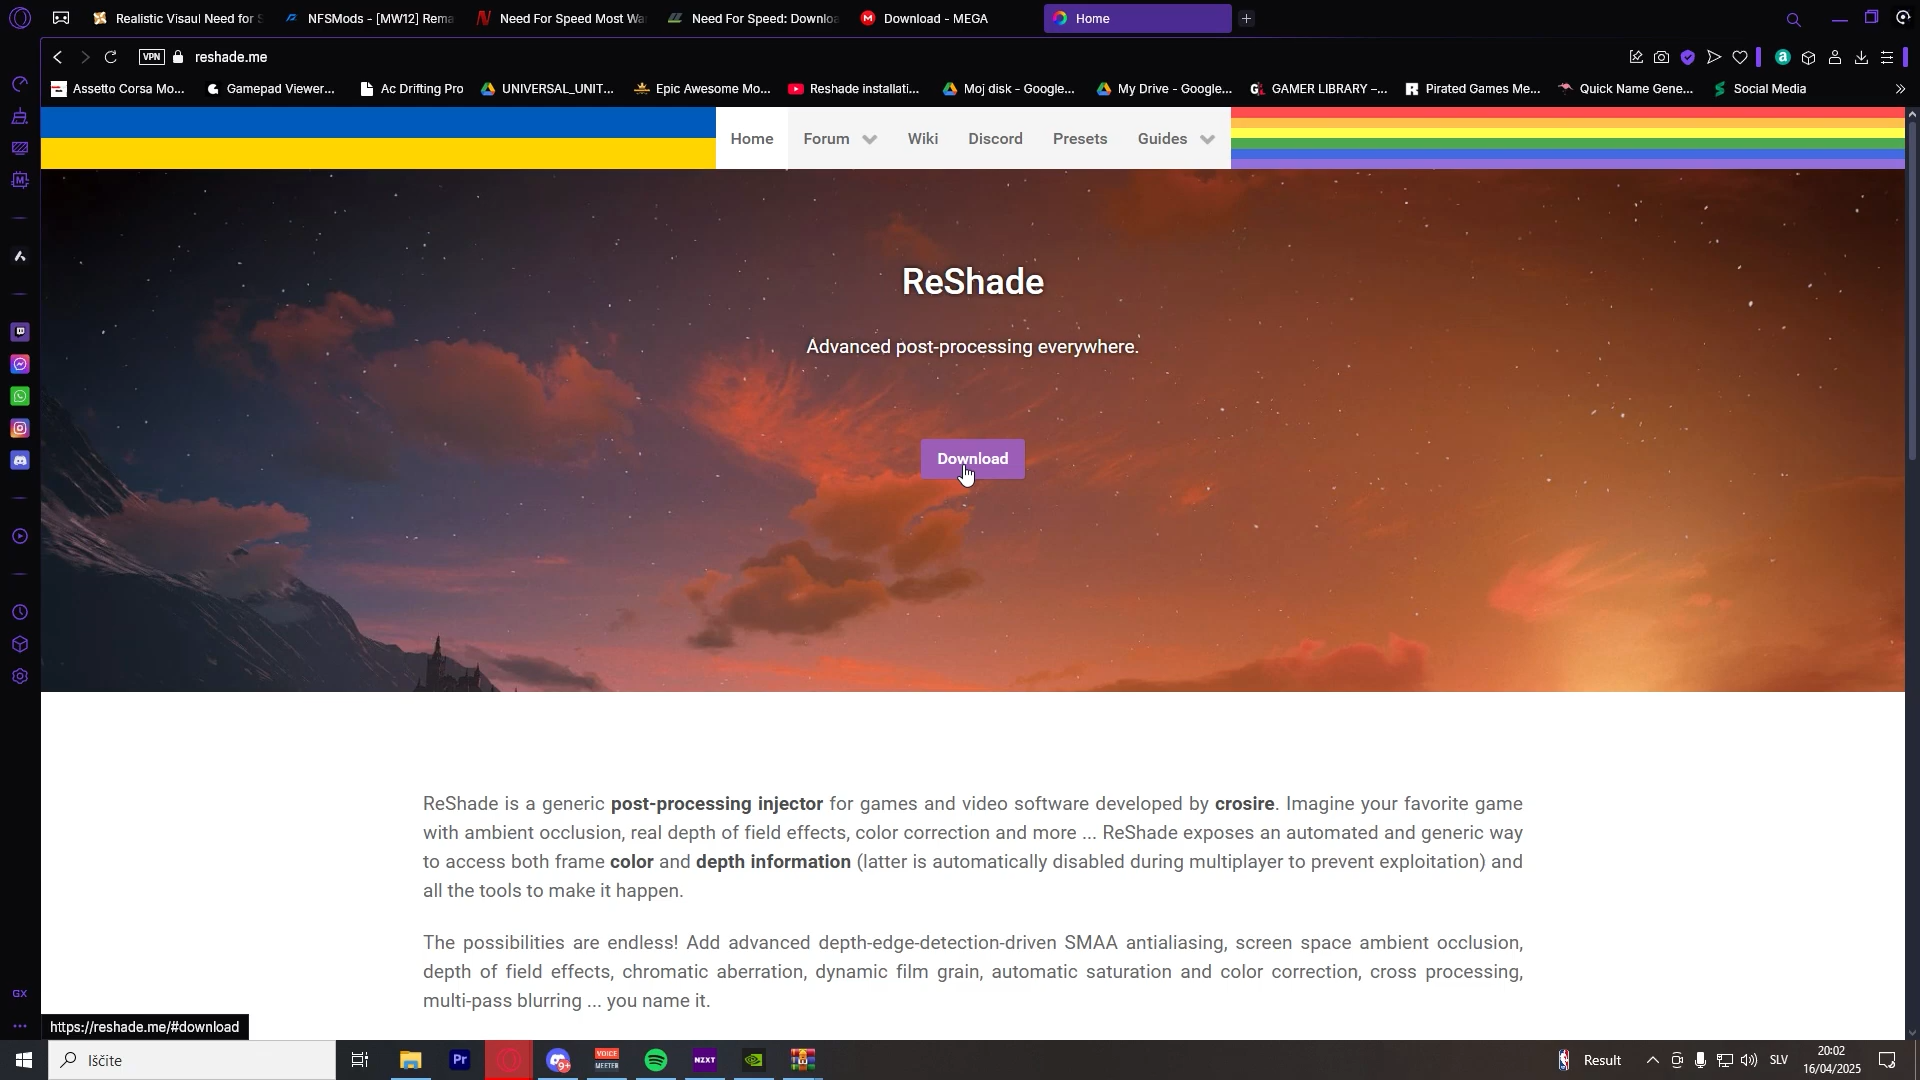 Realistic Visaul Need for S
NFSMods - [MW12] Rema
Need For Speed Most Wa
Need For Speed: Downloa
Download - MEGA
Home
VPN
reshade.me
Assetto Corsa Mo...
Gamepad Viewer...
Ac Drifting Pro
UNIVERSAL_UNIT...
Epic Awesome Mo...
Reshade installati...
Moj disk - Google...
My Drive - Google...
GAMER LIBRARY –...
Pirated Games Me...
Quick Name Gene...
Social Media
Home
Forum
Wiki
Discord
Presets
Guides
ReShade
Advanced post-processing everywhere.
Download
ReShade is a generic post-processing injector for games and video software developed by crosire. Imagine your favorite game
with ambient occlusion, real depth of field effects, color correction and more ... ReShade exposes an automated and generic way
to access both frame color and depth information (latter is automatically disabled during multiplayer to prevent exploitation) and
all the tools to make it happen.
The possibilities are endless! Add advanced depth-edge-detection-driven SMAA antialiasing, screen space ambient occlusion,
depth of field effects, chromatic aberration, dynamic film grain, automatic saturation and color correction, cross processing,
multi-pass blurring ... you name it.
GX
https://reshade.me/#download
Iščite
Pr
9+
VOICE
MEETER
NZXT
Result
SLV
20:02
16/04/2025